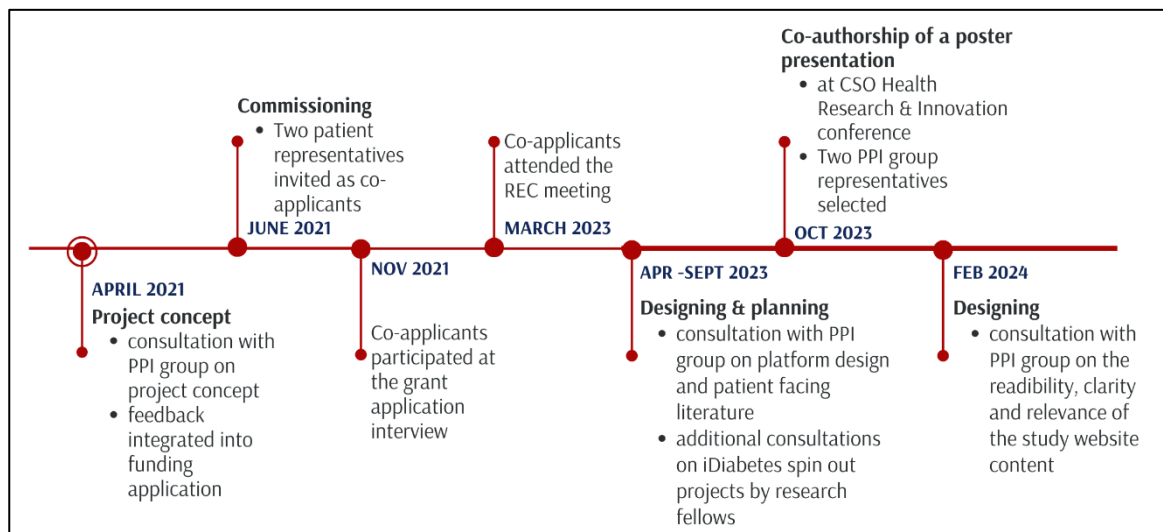 APRIL 2021
Project concept
• consultation with
PPI group on
project concept
• feedback
integrated into
funding
application
Commissioning
• Two patient
representatives
invited as co-
applicants
JUNE 2021
NOV 2021
Co-applicants
participated at
the grant
application
interview
Co-applicants
attended the
REC meeting
MARCH 2023
APR -SEPT 2023
Designing & planning
• consultation with PPI
group on platform design
and patient facing
literature
• additional consultations
on iDiabetes spin out
projects by research
fellows
Co-authorship of a poster
presentation
• at CSO Health
Research & Innovation
conference
• Two PPI group
representatives
selected
OCT 2023
FEB 2024
Designing
• consultation with
PPI group on the
readibility, clarity
and relevance of
the study website
content